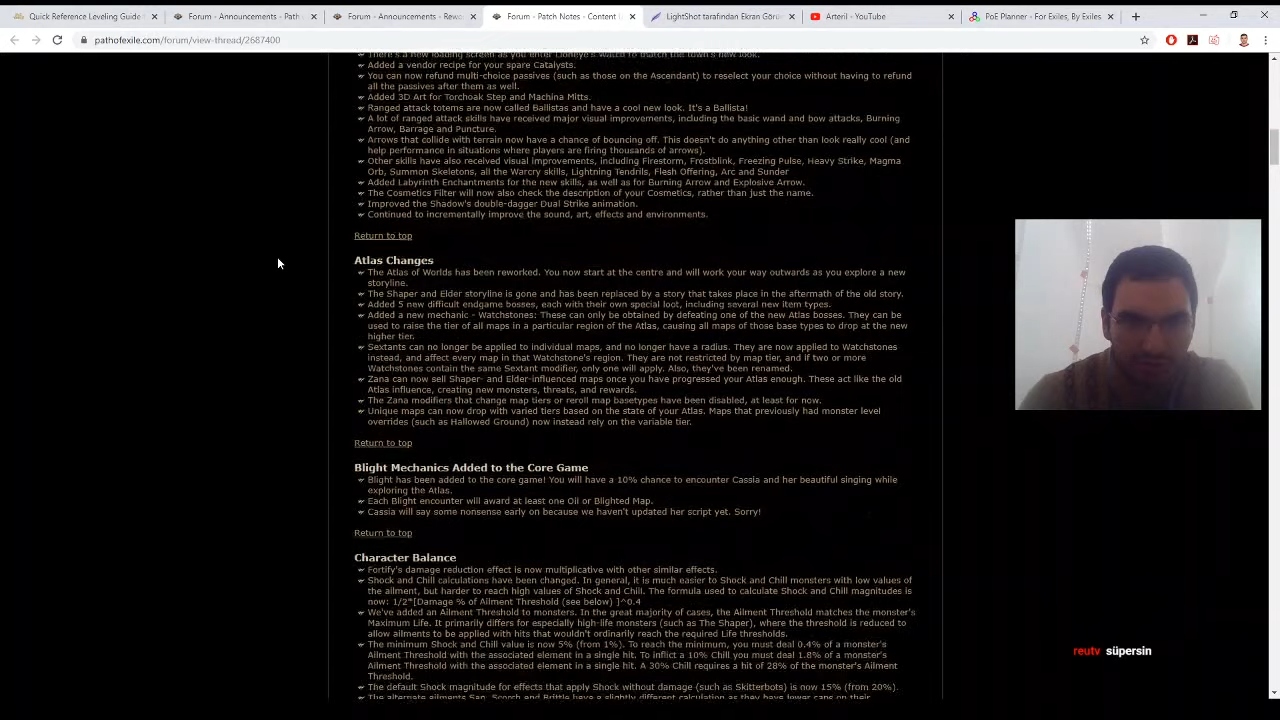 Quick Reference Leveling Guide
Forum - Announcements - Path
Forum - Announcements - Rewo
Forum - Patch Notes - Content
LightShot tarafından Ekran Görün
Arteril - YouTube
PoE Planner - For Exiles, By Exiles
pathofexile.com/forum/view-thread/2687400
There's a new loading screen as you enter Lioneye's Watch to match the town's new look.
Added a vendor recipe for your spare Catalysts.
You can now refund multi-choice passives (such as those on the Ascendant) to reselect your choice without having to refund
all the passives after them as well.
Added 3D Art for Torchoak Step and Machina Mitts.
Ranged attack totems are now called Ballistas and have a cool new look. It's a Ballista!
A lot of ranged attack skills have received major visual improvements, including the basic wand and bow attacks, Burning
Arrow, Barrage and Puncture.
Arrows that collide with terrain now have a chance of bouncing off. This doesn't do anything other than look really cool (and
help performance in situations where players are firing thousands of arrows).
Other skills have also received visual improvements, including Firestorm, Frostblink, Freezing Pulse, Heavy Strike, Magma
Orb, Summon Skeletons, all the Warcry skills, Lightning Tendrils, Flesh Offering, Arc and Sunder
Added Labyrinth Enchantments for the new skills, as well as for Burning Arrow and Explosive Arrow.
The Cosmetics Filter will now also check the description of your Cosmetics, rather than just the name.
Improved the Shadow's double-dagger Dual Strike animation.
Continued to incrementally improve the sound, art, effects and environments.
Return to top
Atlas Changes
The Atlas of Worlds has been reworked. You now start at the centre and will work your way outwards as you explore a new
storyline.
The Shaper and Elder storyline is gone and has been replaced by a story that takes place in the aftermath of the old story.
Added 5 new difficult endgame bosses, each with their own special loot, including several new item types.
Added a new mechanic - Watchstones: These can only be obtained by defeating one of the new Atlas bosses. They can be
used to raise the tier of all maps in a particular region of the Atlas, causing all maps of those base types to drop at the new
higher tier.
Sextants can no longer be applied to individual maps, and no longer have a radius. They are now applied to Watchstones
instead, and affect every map in that Watchstone's region. They are not restricted by map tier, and if two or more
Watchstones contain the same Sextant modifier, only one will apply. Also, they've been renamed.
Zana can now sell Shaper- and Elder-influenced maps once you have progressed your Atlas enough. These act like the old
Atlas influence, creating new monsters, threats, and rewards.
The Zana modifiers that change map tiers or reroll map basetypes have been disabled, at least for now.
Unique maps can now drop with varied tiers based on the state of your Atlas. Maps that previously had monster level
overrides (such as Hallowed Ground) now instead rely on the variable tier.
Return to top
Blight Mechanics Added to the Core Game
Blight has been added to the core game! You will have a 10% chance to encounter Cassia and her beautiful singing while
exploring the Atlas.
Each Blight encounter will award at least one Oil or Blighted Map.
Cassia will say some nonsense early on because we haven't updated her script yet. Sorry!
Return to top
Character Balance
Fortify's damage reduction effect is now multiplicative with other similar effects.
Shock and Chill calculations have been changed. In general, it is much easier to Shock and Chill monsters with low values of
the ailment, but harder to reach high values of Shock and Chill. The formula used to calculate Shock and Chill magnitudes is
now: 1/2*[Damage % of Ailment Threshold (see below) ]^0.4
We've added an Ailment Threshold to monsters. In the great majority of cases, the Ailment Threshold matches the monster's
Maximum Life. It primarily differs for especially high-life monsters (such as The Shaper), where the threshold is reduced to
allow ailments to be applied with hits that wouldn't ordinarily reach the required Life thresholds.
The minimum Shock and Chill value is now 5% (from 1%). To reach the minimum, you must deal 0.4% of a monster's
Ailment Threshold with the associated element in a single hit. To inflict a 10% Chill you must deal 1.8% of a monster's
Ailment Threshold with the associated element in a single hit. A 30% Chill requires a hit of 28% of the monster's Ailment
Threshold.
The default Shock magnitude for effects that apply Shock without damage (such as Skitterbots) is now 15% (from 20%).
The alternate ailments Sap, Scorch and Brittle have a slightly different calculation as they have lower caps on their
reutv süpersin